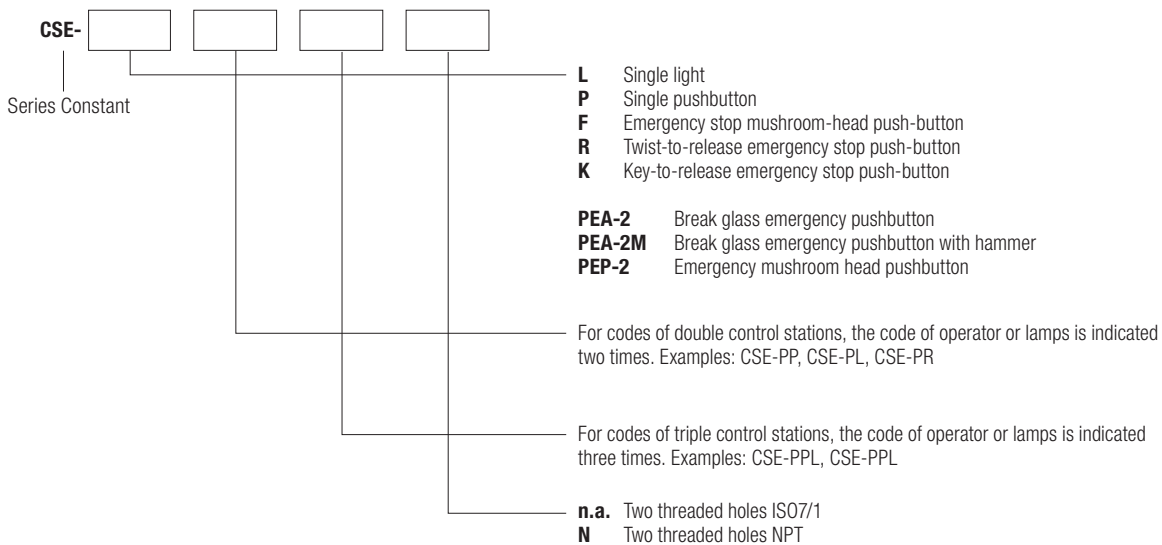 CSE-
Series Constant
L Single light
P Single pushbutton
F Emergency stop mushroom-head push-button
R Twist-to-release emergency stop push-button
K Key-to-release emergency stop push-button
PEA-2 Break glass emergency pushbutton
PEA-2M Break glass emergency pushbutton with hammer
PEP-2 Emergency mushroom head pushbutton
For codes of double control stations, the code of operator or lamps is indicated
two times. Examples: CSE-PP, CSE-PL, CSE-PR
For codes of triple control stations, the code of operator or lamps is indicated
three times. Examples: CSE-PPL, CSE-PPL
n.a. Two threaded holes ISO7/1
N Two threaded holes NPT